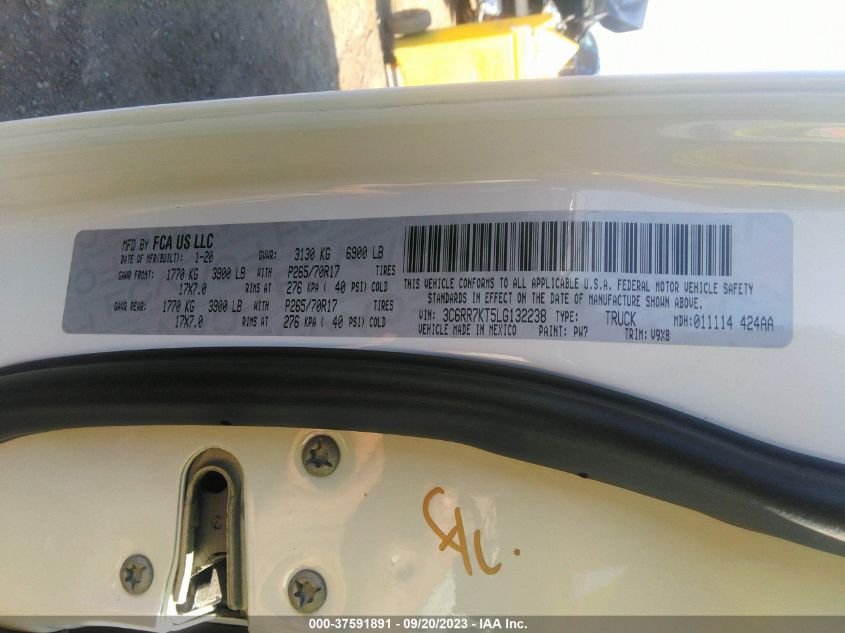 MFD BY FCA US LLC
DATE OF MFR(BUILT): 1-20 GVWR: 3130 KG 6900 LB
GAWR FRONT: 1770 KG 3900 LB WITH P265/70R17 TIRES
17X7.0 RIMS AT 276 KPA ( 40 PSI) COLD
GAWR REAR: 1770 KG 3900 LB WITH P265/70R17 TIRES
17X7.0 RIMS AT 276 KPA ( 40 PSI) COLD
THIS VEHICLE CONFORMS TO ALL APPLICABLE U.S.A. FEDERAL MOTOR VEHICLE SAFETY
STANDARDS IN EFFECT ON THE DATE OF MANUFACTURE SHOWN ABOVE.
VIN: 3C6RR7KT5LG132238 TYPE: TRUCK MDH:011114 424AA
VEHICLE MADE IN MEXICO PAINT: PW7 TRIM: V9X8
000-37591891 - 09/20/2023 - IAA Inc.